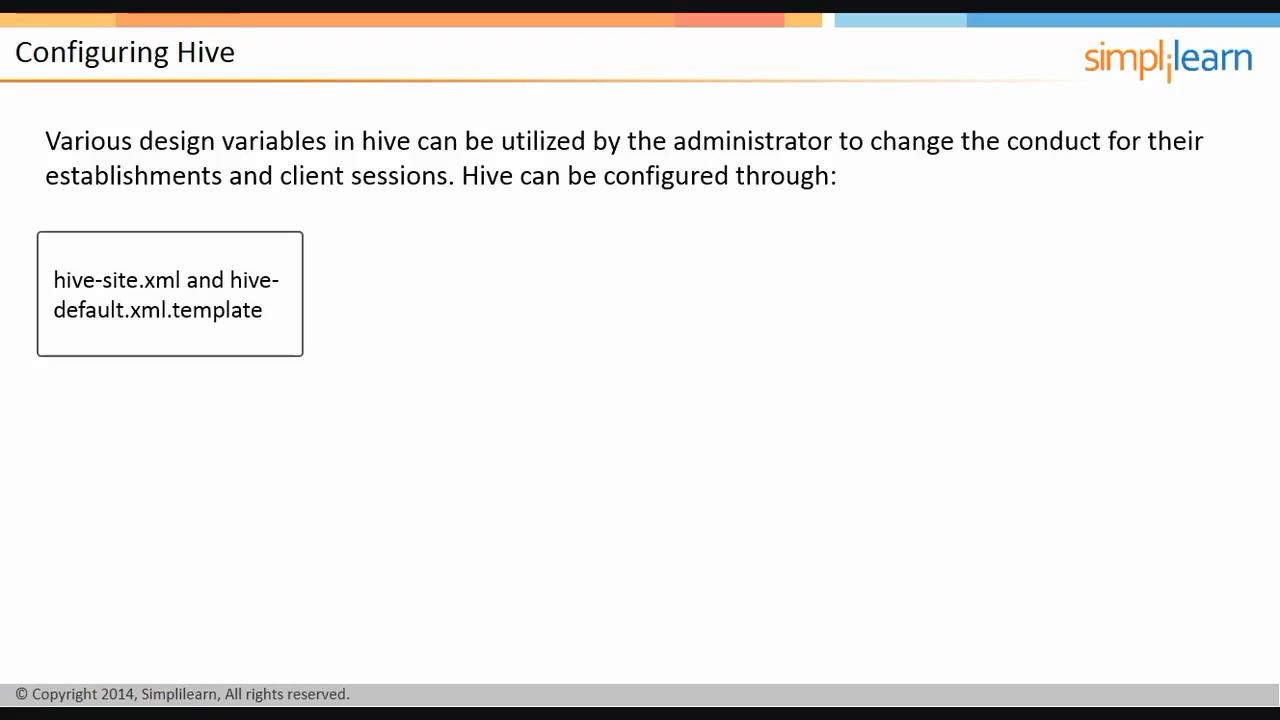 Configuring Hive
simplilearn
Various design variables in hive can be utilized by the administrator to change the conduct for their
establishments and client sessions. Hive can be configured through:
hive-site.xml and hive-
default.xml.template
© Copyright 2014, Simplilearn, All rights reserved.